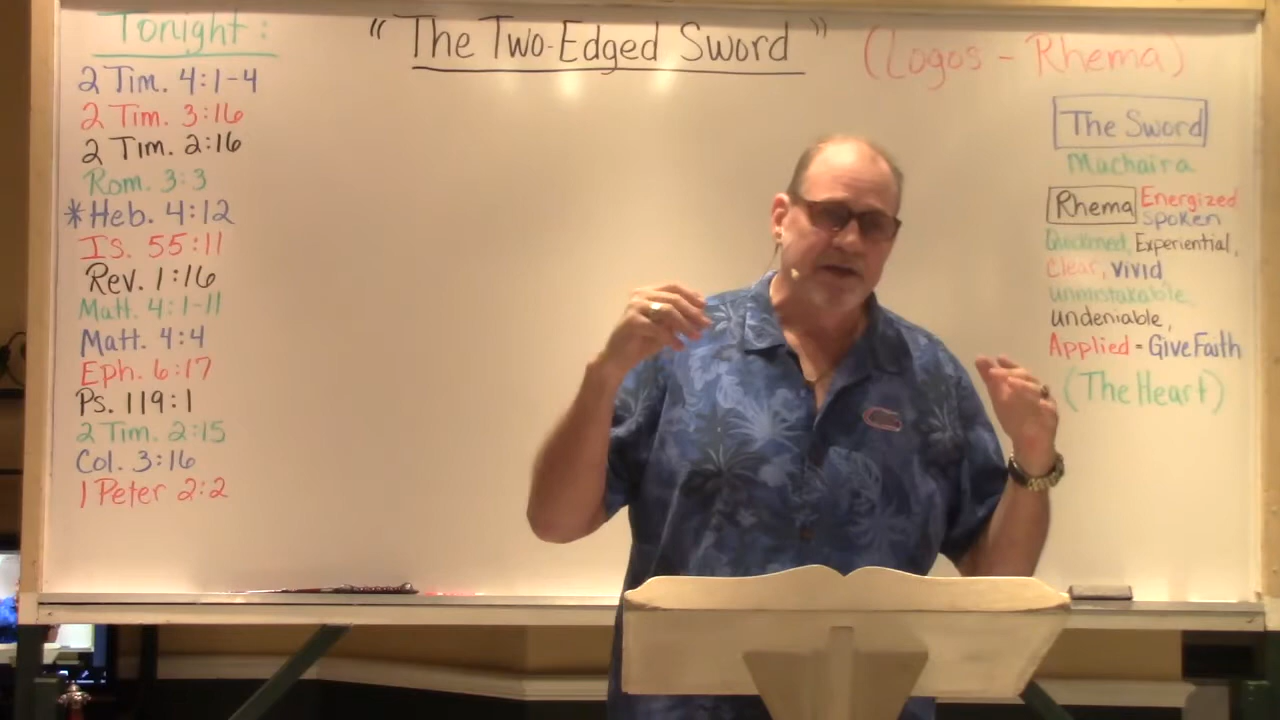 Tonight:
2 Tim. 4:1-4
2 Tim. 3:16
2 Tim. 2:16
Rom. 3:3
*Heb. 4:12
Is. 55:11
Rev. 1:16
Matt. 4:1-11
Matt. 4:4
Eph. 6:17
Ps. 119:1
2 Tim. 2:15
Col. 3:16
1 Peter 2:2
"The Two-Edged Sword"
(Logos - Rhema)
The Sword
Machaira
Rhema Energized
spoken
Quickened, Experiential,
Clear, vivid,
unmistakable,
undeniable,
Applied = Give Faith
(The Heart)